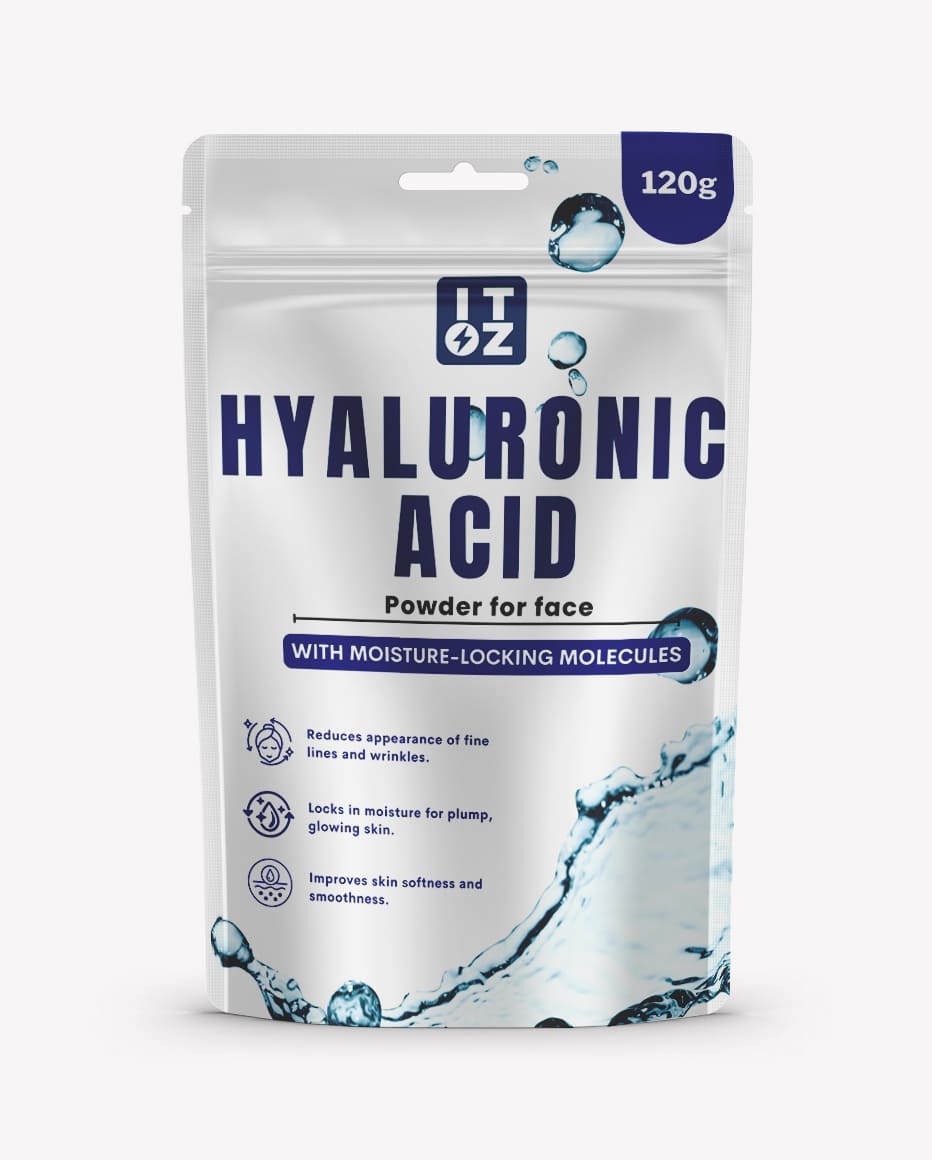 120g
IT
OZ
HYALURONIC
ACID
Powder for face
WITH MOISTURE-LOCKING MOLECULES
Reduces appearance of fine
lines and wrinkles.
Locks in moisture for plump,
glowing skin.
Improves skin softness and
smoothness.